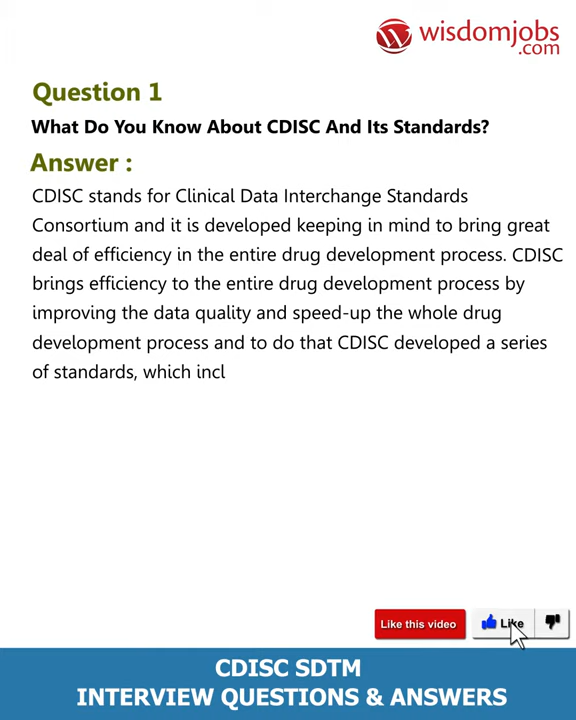 wisdomjobs
.com
Question 1
What Do You Know About CDISC And Its Standards?
Answer :
CDISC stands for Clinical Data Interchange Standards
Consortium and it is developed keeping in mind to bring great
deal of efficiency in the entire drug development process. CDISC
brings efficiency to the entire drug development process by
improving the data quality and speed-up the whole drug
development process and to do that CDISC developed a series
of standards, which incl
Like this video
Like
CDISC SDTM
INTERVIEW QUESTIONS & ANSWERS